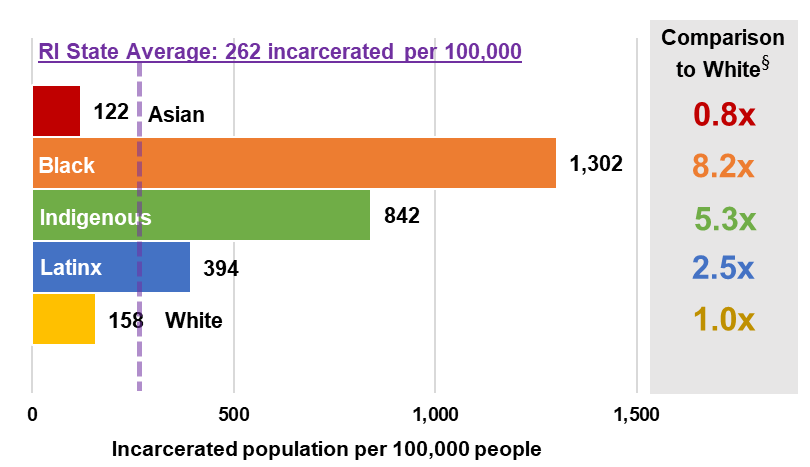 RI State Average: 262 incarcerated per 100,000
Comparison
to White§
122 Asian 0.8x
Black 1,302 8.2x
Indigenous 842 5.3x
Latinx 394 2.5x
158 White 1.0x
0 500 1,000 1,500
Incarcerated population per 100,000 people